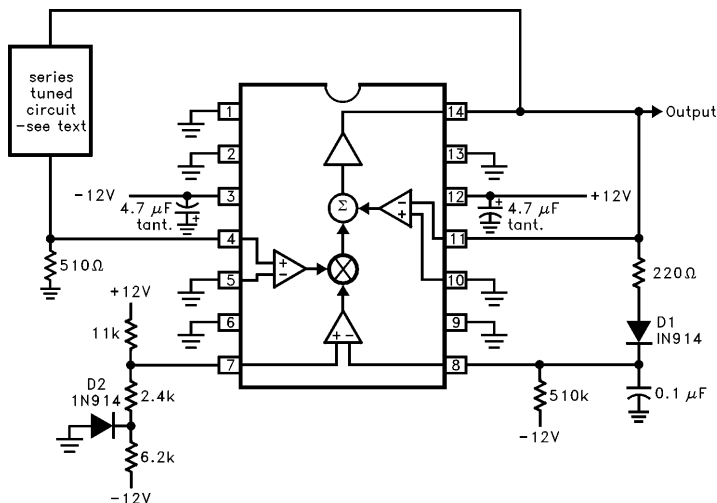 series
tuned
circuit
-see text
1
2
3
4
5
6
7
14
13
12
11
10
9
8
Output
-12V
4.7 µF
tant.
+
+12V
+
4.7 µF
tant.
Σ
-
+
+
-
+ -
510Ω
+12V
11k
D2
1N914
2.4k
6.2k
-12V
220Ω
D1
IN914
0.1 µF
510k
-12V